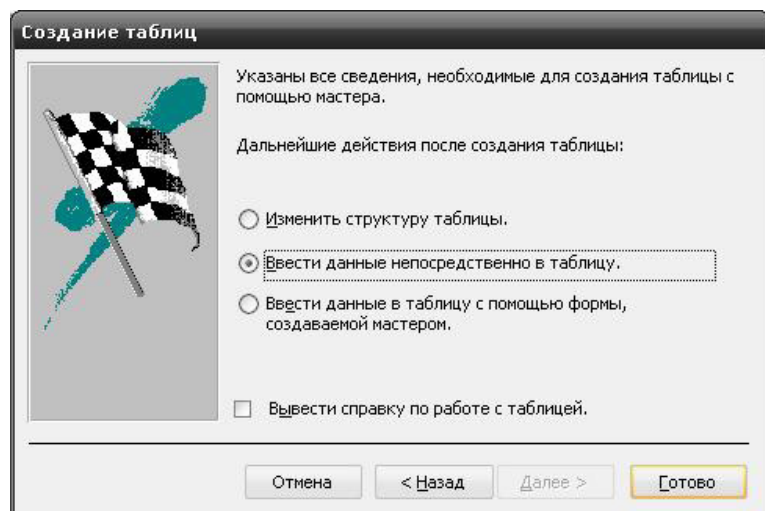 Создание таблиц
Указаны все сведения, необходимые для создания таблицы с
помощью мастера.
Дальнейшие действия после создания таблицы:
Изменить структуру таблицы.
Ввести данные непосредственно в таблицу.
Ввести данные в таблицу с помощью формы,
создаваемой мастером.
Вывести справку по работе с таблицей.
Отмена
< Назад
Далее >
Готово